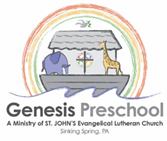 Genesis Preschool
A Ministry of ST. JOHN'S Evangelical Lutheran Church
Sinking Spring, PA